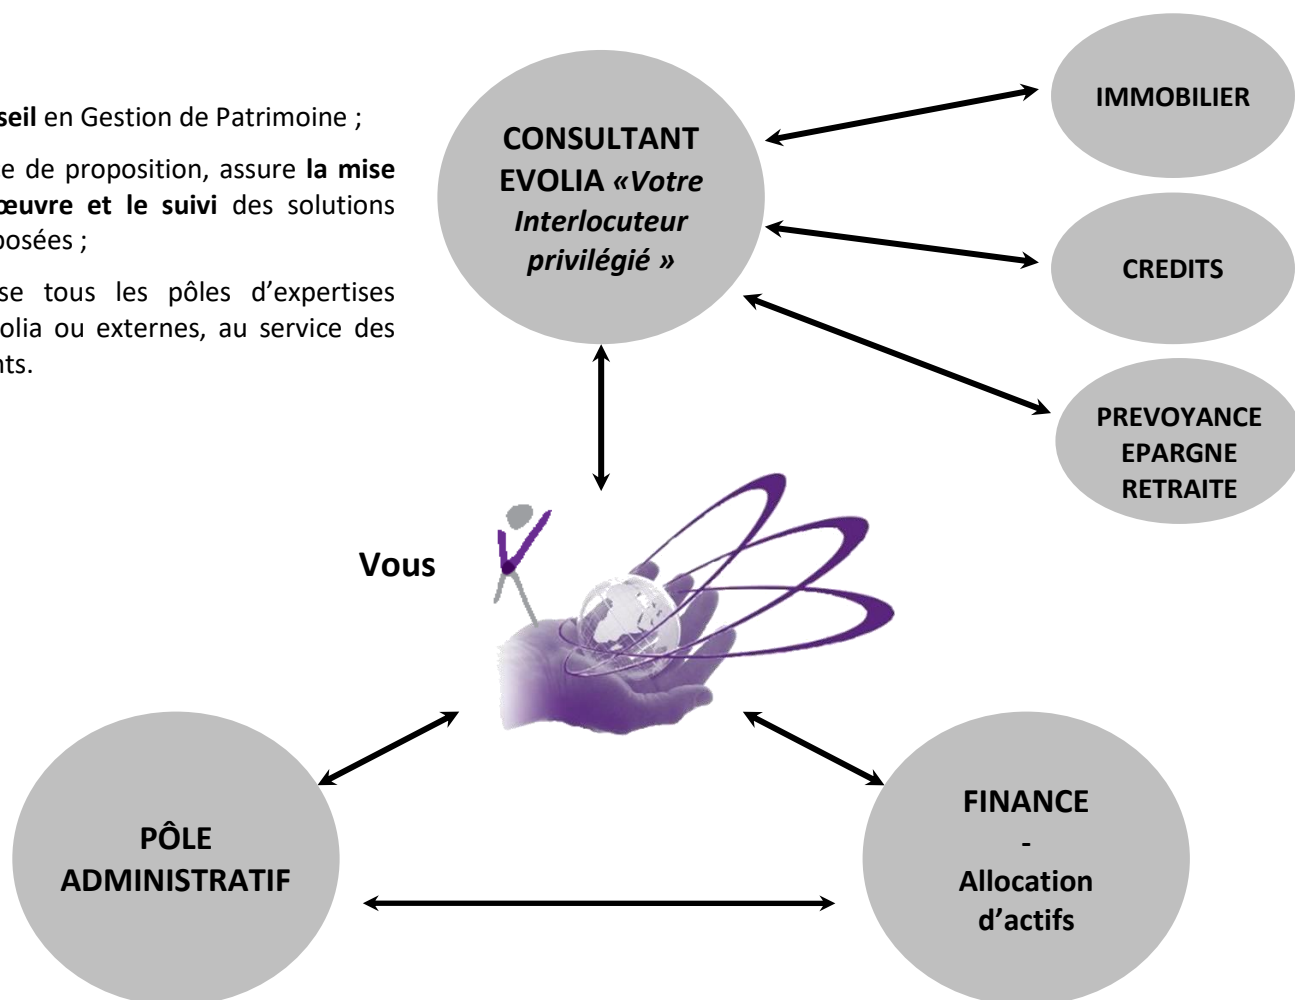 seil en Gestion de Patrimoine ;
e de proposition, assure la mise
œuvre et le suivi des solutions
posées ;
se tous les pôles d’expertises
olia ou externes, au service des
nts.
CONSULTANT
EVOLIA «Votre
Interlocuteur
privilégié »
IMMOBILIER
CREDITS
PREVOYANCE
EPARGNE
RETRAITE
Vous
PÔLE
ADMINISTRATIF
FINANCE
-
Allocation
d’actifs